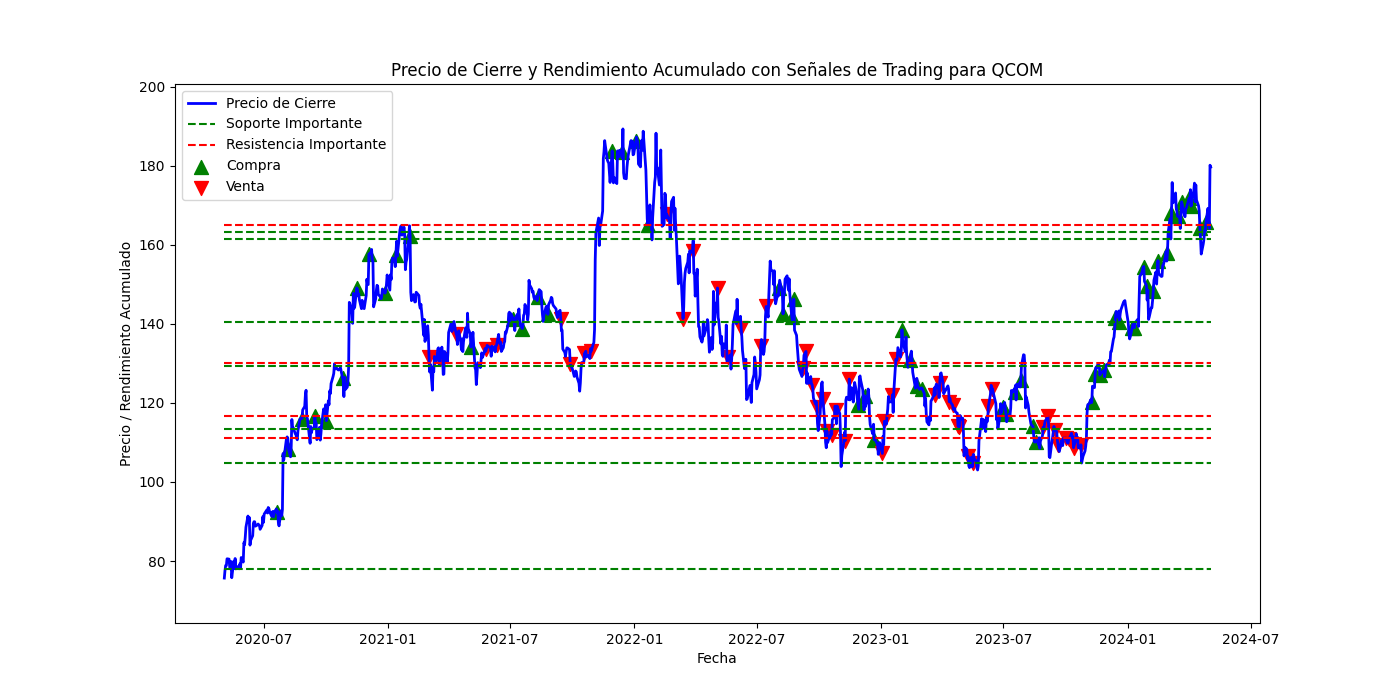 Precio de Cierre y Rendimiento Acumulado con Señales de Trading para QCOM
Precio de Cierre
Soporte Importante
Resistencia Importante
Compra
Venta
Precio / Rendimiento Acumulado
200
180
160
140
120
100
80
2020-07
2021-01
2021-07
2022-01
2022-07
2023-01
2023-07
2024-01
2024-07
Fecha